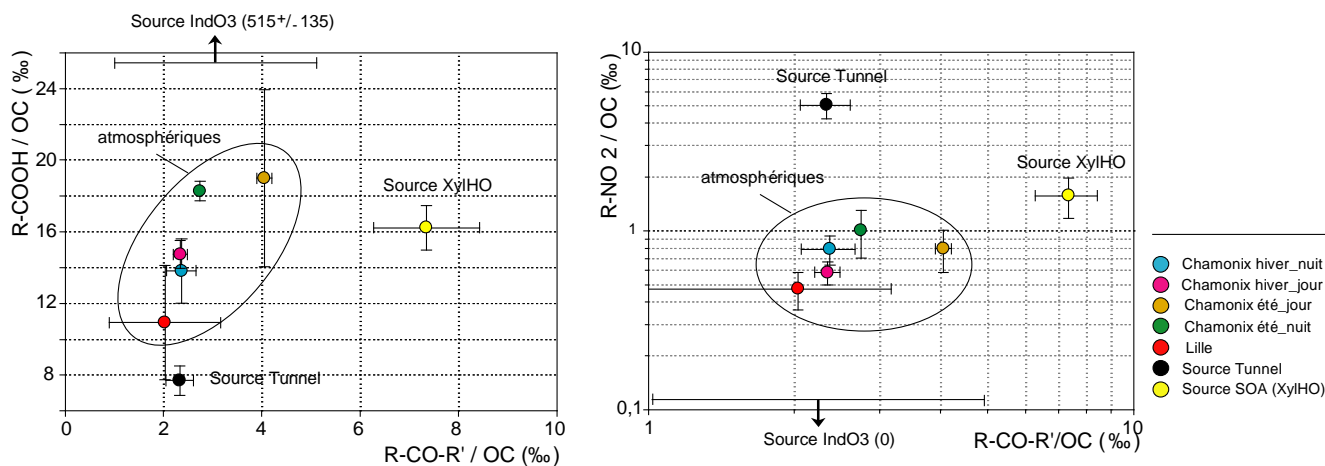 Source IndO3 (515+/- 135)
R-COOH / OC (‰)
24
20
16
12
8
atmosphériques
Source XylHO
Source Tunnel
0 2 4 6 8 10
R-CO-R' / OC (‰)
R-NO 2 / OC (‰)
10
1
0,1
Source Tunnel
Source XylHO
atmosphériques
1 10
Source IndO3 (0)
R-CO-R'/OC (‰)
Chamonix hiver_nuit
Chamonix hiver_jour
Chamonix été_jour
Chamonix été_nuit
Lille
Source Tunnel
Source SOA (XylHO)